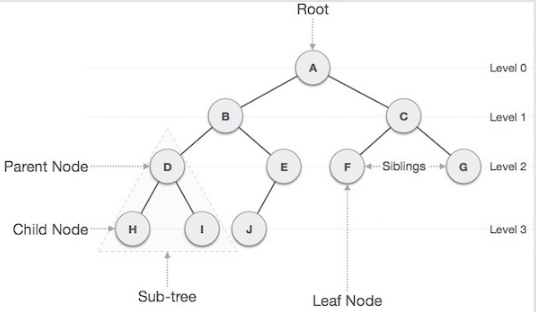 Root
A
Level 0
B
C
Level 1
Parent Node
D
E
F
Siblings
G
Level 2
Child Node
H
I
J
Level 3
Sub-tree
Leaf Node